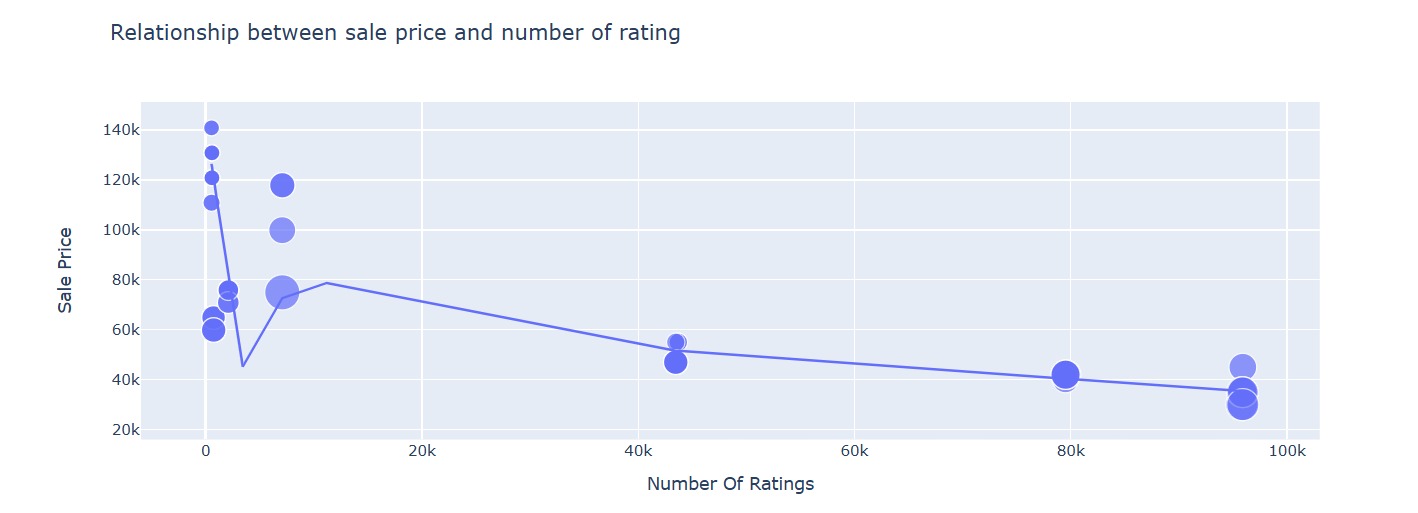 Relationship between sale price and number of rating
140k
120k
100k
80k
60k
40k
20k
Sale Price
0 20k 40k 60k 80k 100k
Number Of Ratings